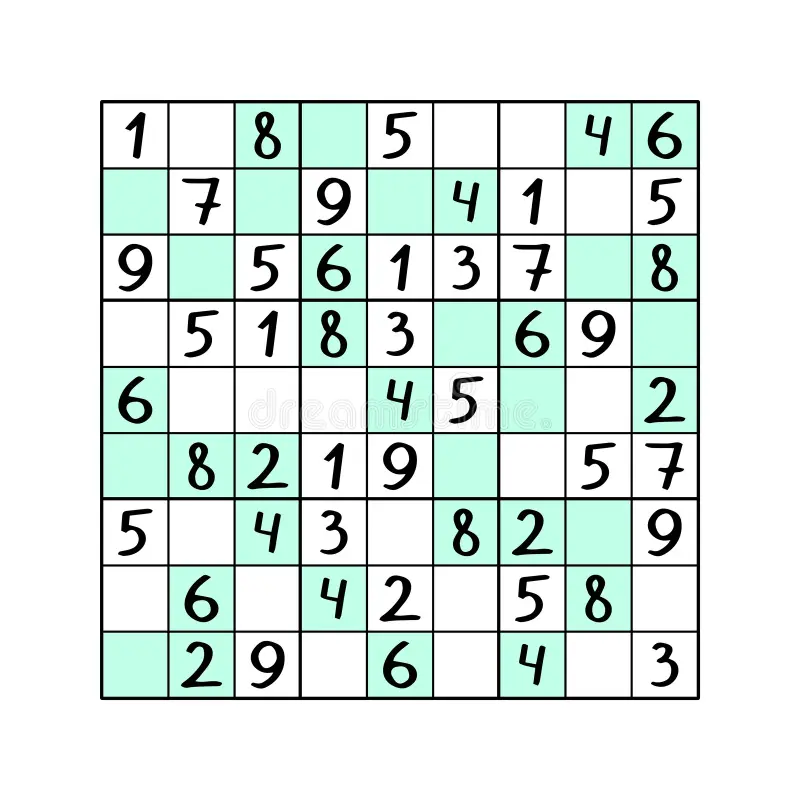 1 8 5 4 6
7 9 4 1 5
9 5 6 1 3 7 8
5 1 8 3 6 9
6 4 5 2
8 2 1 9 5 7
5 4 3 8 2 9
6 4 2 5 8
2 9 6 4 3
dreamstime.